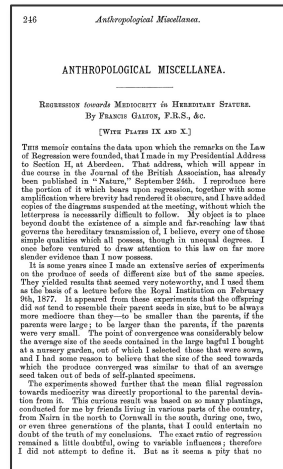 246 Anthropological Miscellanea.
ANTHROPOLOGICAL MISCELLANEA.
REGRESSION towards MEDIOCRITY in HEREDITARY STATURE.
By FRANCIS GALTON, F.R.S., &c.
[WITH PLATES IX AND X.]
THIS memoir contains the data upon which the remarks on the Law
of Regression were founded, that I made in my Presidential Address
to Section H, at Aberdeen. That address, which will appear in
due course in the Journal of the British Association, has already
been published in "Nature," September 24th. I reproduce here
the portion of it which bears upon regression, together with some
amplification where brevity had rendered it obscure, and I have added
copies of the diagrams suspended at the meeting, without which the
letterpress is necessarily difficult to follow. My object is to place
beyond doubt the existence of a simple and far-reaching law that
governs the hereditary transmission of, I believe, every one of those
simple qualities which all possess, though in unequal degrees. I
once before ventured to draw attention to this law on far more
slender evidence than I now possess.
It is some years since I made an extensive series of experiments
on the produce of seeds of different size but of the same species.
They yielded results that seemed very noteworthy, and I used them
as the basis of a lecture before the Royal Institution on February
9th, 1877. It appeared from these experiments that the offspring
did not tend to resemble their parent seeds in size, but to be always
more mediocre than they—to be smaller than the parents, if the
parents were large; to be larger than the parents, if the parents
were very small. The point of convergence was considerably below
the average size of the seeds contained in the large bagful I bought
at a nursery garden, out of which I selected those that were sown,
and I had some reason to believe that the size of the seed towards
which the produce converged was similar to that of an average
seed taken out of beds of self-planted specimens.
The experiments showed further that the mean filial regression
towards mediocrity was directly proportional to the parental devia-
tion from it. This curious result was based on so many plantings,
conducted for me by friends living in various parts of the country,
from Nairn in the north to Cornwall in the south, during one, two,
or even three generations of the plants, that I could entertain no
doubt of the truth of my conclusions. The exact ratio of regression
remained a little doubtful, owing to variable influences; therefore
I did not attempt to define it. But as it seems a pity that no